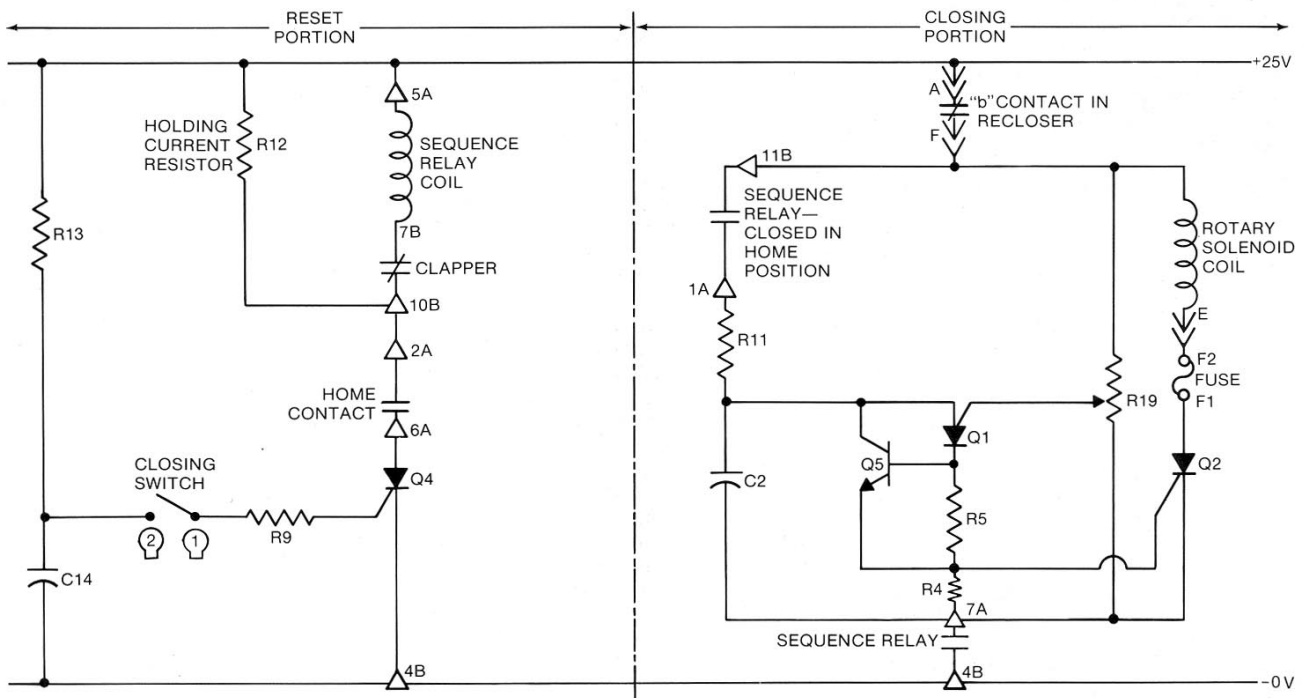 RESET
PORTION
CLOSING
PORTION
+25V
5A
A
"b" CONTACT IN
RECLOSER
F
HOLDING
CURRENT
RESISTOR
R12
SEQUENCE
RELAY
COIL
11B
SEQUENCE
RELAY—
CLOSED IN
HOME
POSITION
R13
7B
CLAPPER
ROTARY
SOLENOID
COIL
10B
1A
E
2A
R11
F2
FUSE
F1
R19
HOME
CONTACT
6A
Q1
CLOSING
SWITCH
Q4
C2
Q5
Q2
2
1
R9
R5
C14
R4
7A
SEQUENCE RELAY
4B
4B
-0V